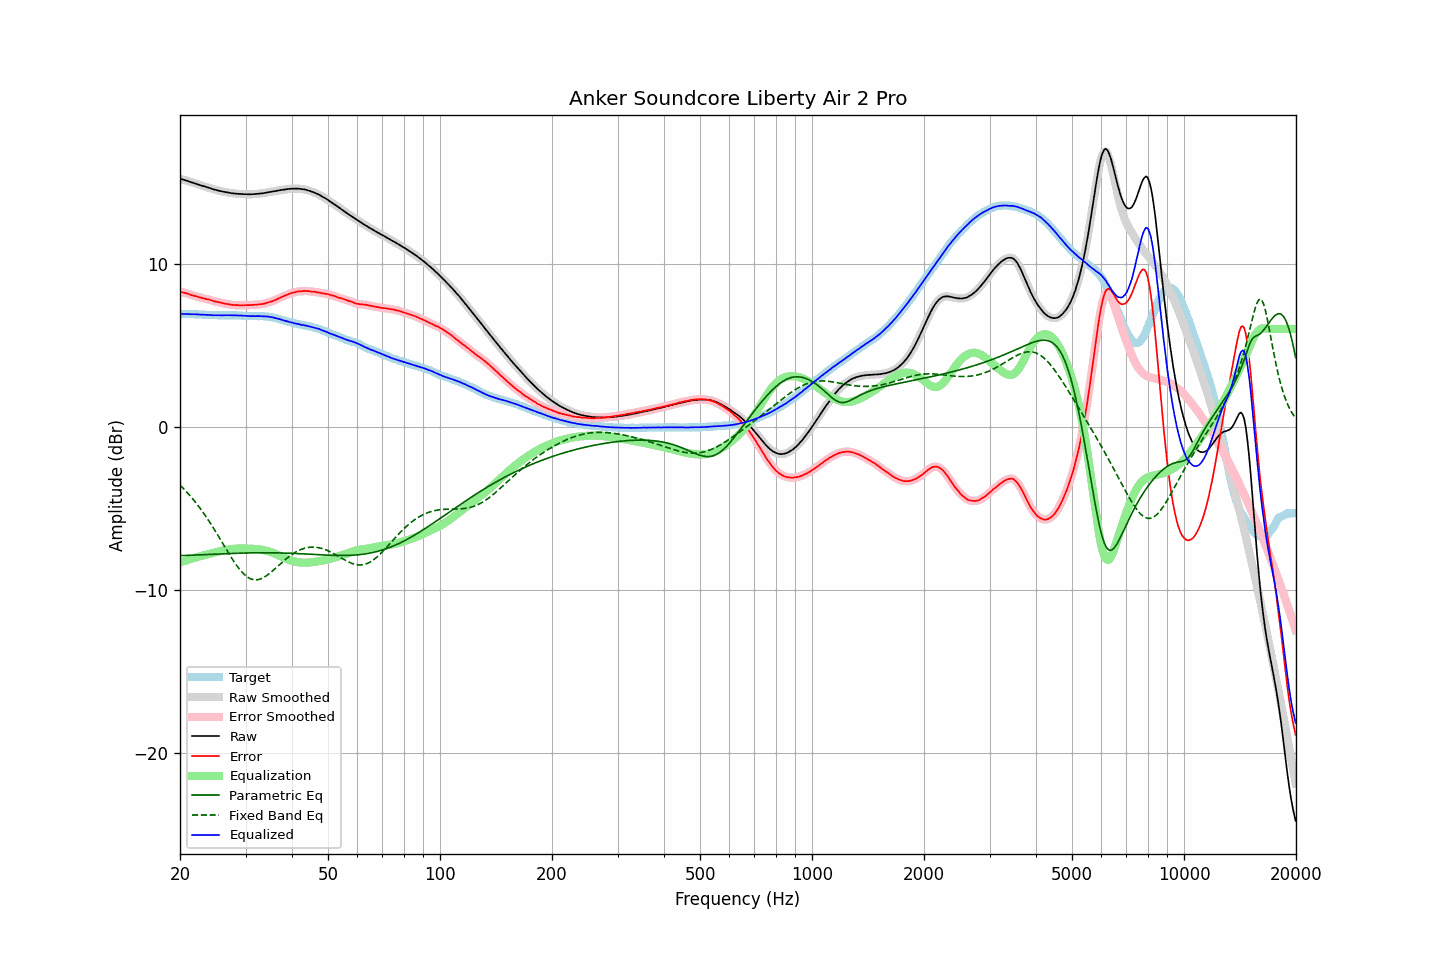 Anker Soundcore Liberty Air 2 Pro
Amplitude (dBr)
10
0
−10
−20
Target
Raw Smoothed
Error Smoothed
Raw
Error
Equalization
Parametric Eq
Fixed Band Eq
Equalized
20 50 100 200 500 1000 2000 5000 10000 20000
Frequency (Hz)